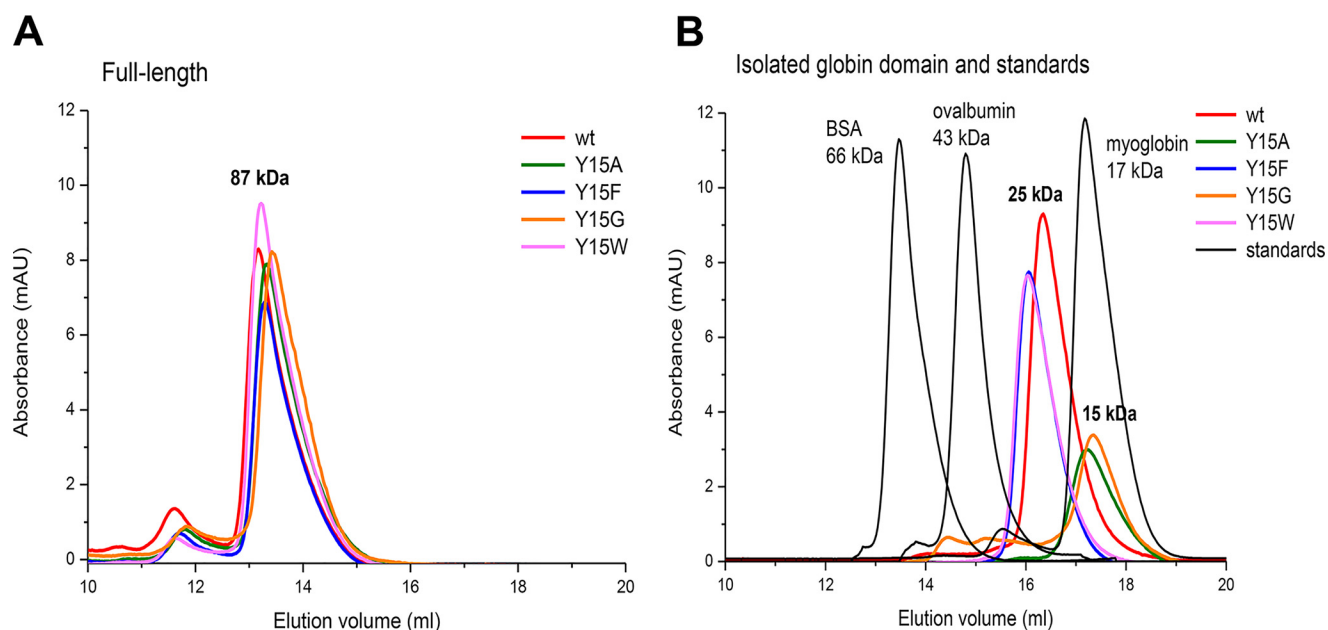 A
Full-length
12
10
8
6
4
2
0
Absorbance (mAU)
87 kDa
wt
Y15A
Y15F
Y15G
Y15W
10
12
14
16
18
20
Elution volume (ml)
B
Isolated globin domain and standards
12
10
8
6
4
2
0
Absorbance (mAU)
BSA
66 kDa
ovalbumin
43 kDa
25 kDa
myoglobin
17 kDa
15 kDa
wt
Y15A
Y15F
Y15G
Y15W
standards
10
12
14
16
18
20
Elution volume (ml)